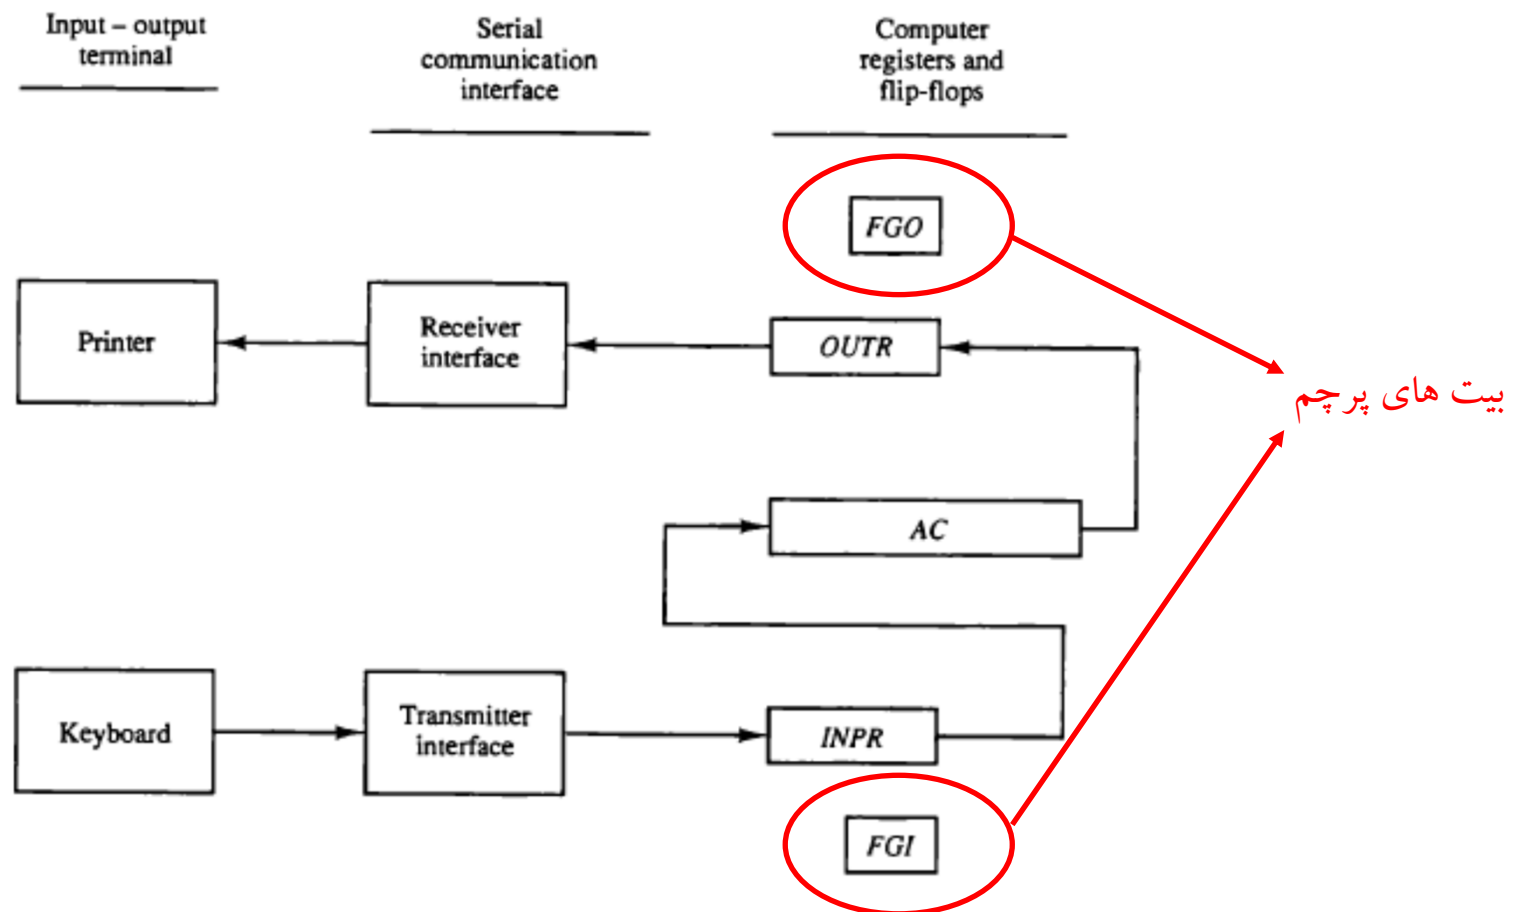 Input – output
terminal
Serial
communication
interface
Computer
registers and
flip-flops
FGO
Printer
Receiver
interface
OUTR
بیت های پرچم
AC
Keyboard
Transmitter
interface
INPR
FGI